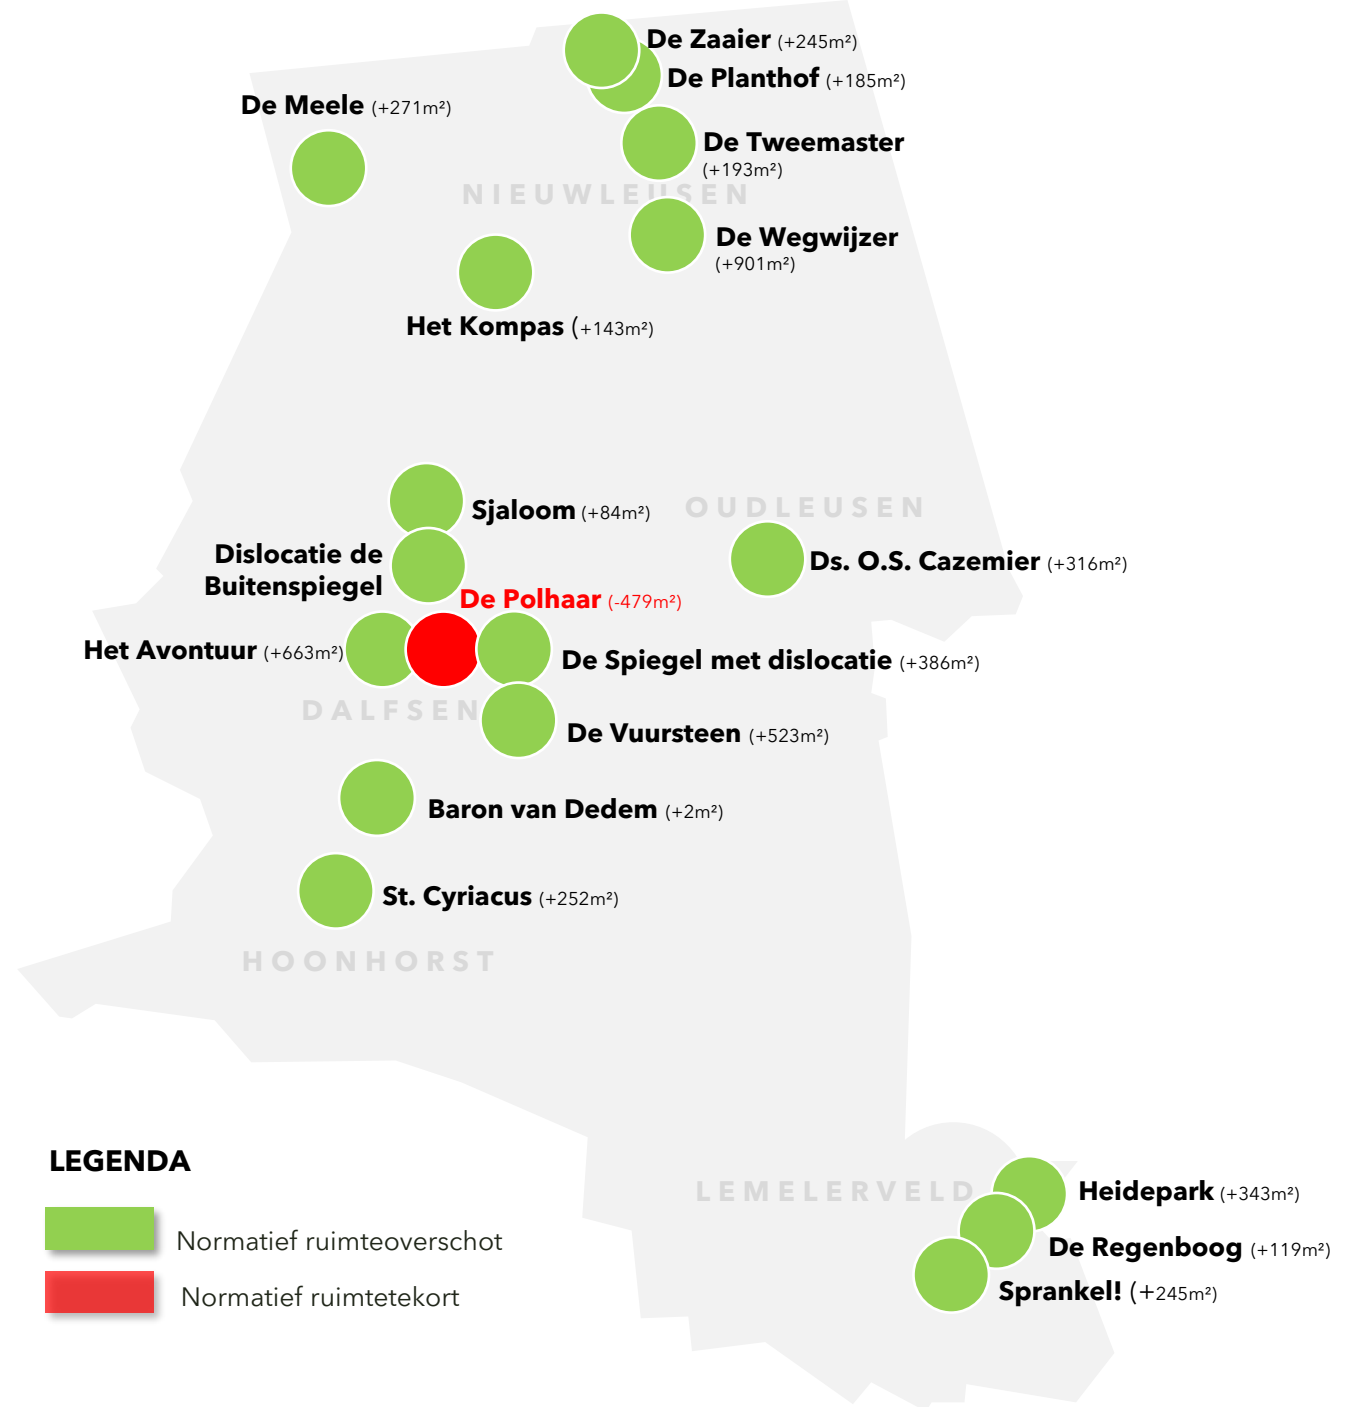 De Zaaier (+245m²)
De Planthof (+185m²)
De Meele (+271m²)
De Tweemaster
(+193m²)
NIEUWLEUSEN
De Wegwijzer
(+901m²)
Het Kompas (+143m²)
Sjaloom (+84m²)
OUDLEUSEN
Dislocatie de
Buitenspiegel
Ds. O.S. Cazemier (+316m²)
De Polhaar (-479m²)
Het Avontuur (+663m²)
De Spiegel met dislocatie (+386m²)
DALFSEN
De Vuursteen (+523m²)
Baron van Dedem (+2m²)
St. Cyriacus (+252m²)
HOONHORST
LEGENDA
Normatief ruimteoverschot
Normatief ruimtetekort
LEMELERVELD
Heidepark (+343m²)
De Regenboog (+119m²)
Sprankel! (+245m²)